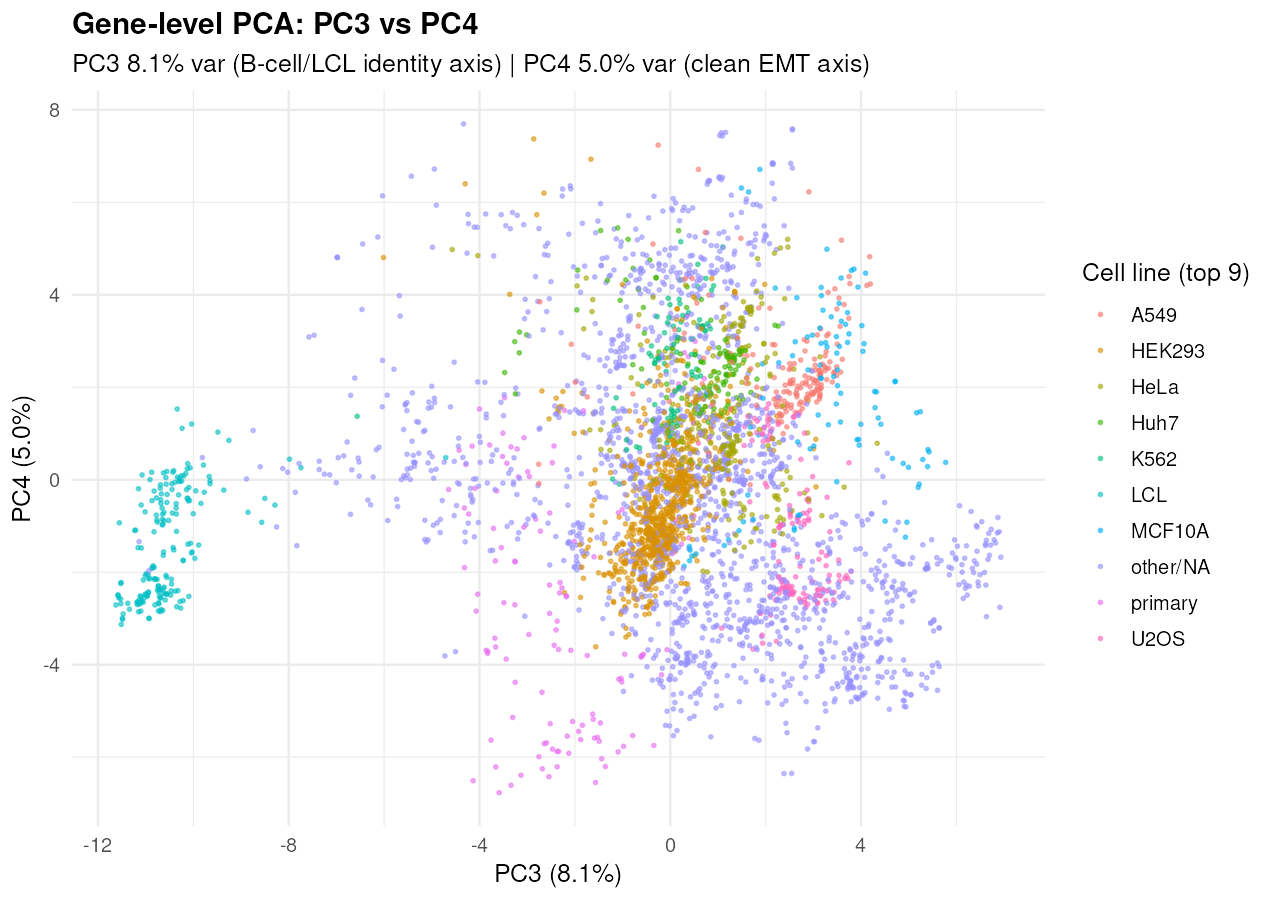 Gene-level PCA: PC3 vs PC4
PC3 8.1% var (B-cell/LCL identity axis) | PC4 5.0% var (clean EMT axis)
8
4
0
-4
PC4 (5.0%)
-12
-8
-4
0
4
PC3 (8.1%)
Cell line (top 9)
A549
HEK293
HeLa
Huh7
K562
LCL
MCF10A
other/NA
primary
U2OS